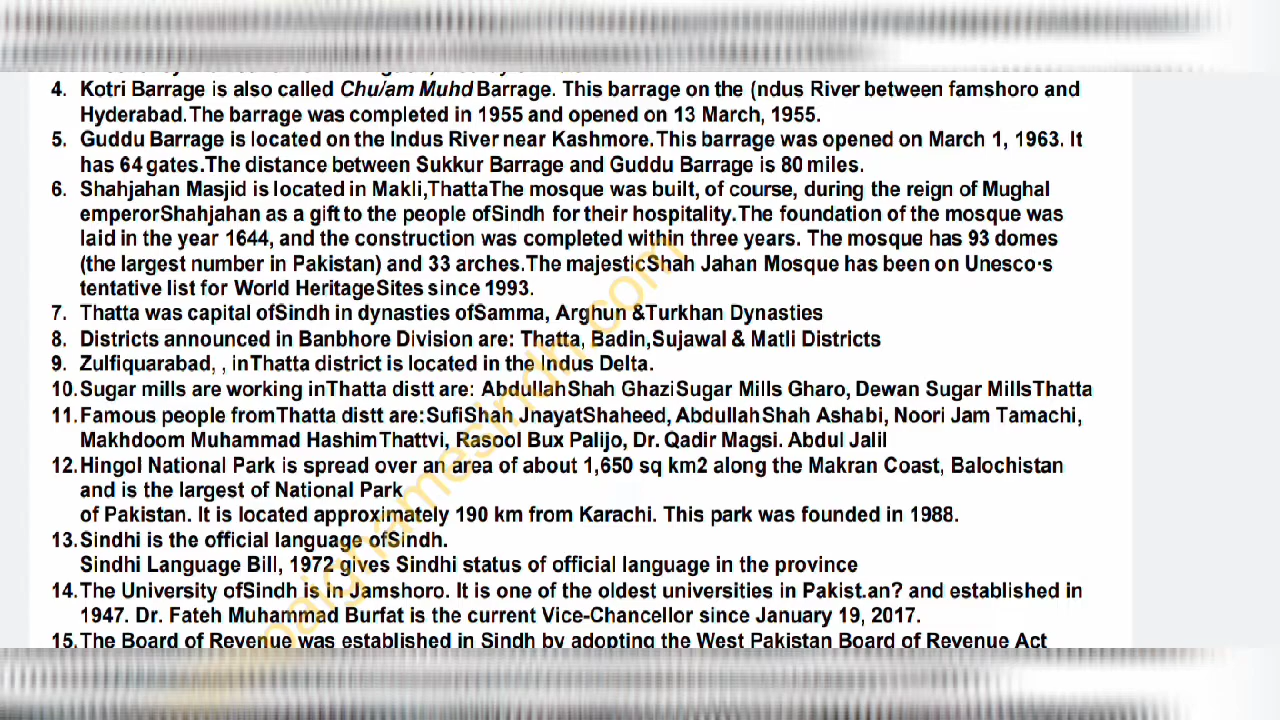 4. Kotri Barrage is also called Chu/am Muhd Barrage. This barrage on the (ndus River between famshoro and
Hyderabad.The barrage was completed in 1955 and opened on 13 March, 1955.
5. Guddu Barrage is located on the Indus River near Kashmore.This barrage was opened on March 1, 1963. It
has 64 gates.The distance between Sukkur Barrage and Guddu Barrage is 80 miles.
6. Shahjahan Masjid is located in Makli,ThattaThe mosque was built, of course, during the reign of Mughal
emperorShahjahan as a gift to the people ofSindh for their hospitality.The foundation of the mosque was
laid in the year 1644, and the construction was completed within three years. The mosque has 93 domes
(the largest number in Pakistan) and 33 arches.The majesticShah Jahan Mosque has been on Unesco·s
tentative list for World HeritageSites since 1993.
7. Thatta was capital ofSindh in dynasties ofSamma, Arghun &Turkhan Dynasties
8. Districts announced in Banbhore Division are: Thatta, Badin,Sujawal & Matli Districts
9. Zulfiquarabad, , inThatta district is located in the Indus Delta.
10.Sugar mills are working inThatta distt are: AbdullahShah GhaziSugar Mills Gharo, Dewan Sugar MillsThatta
11.Famous people fromThatta distt are:SufiShah JnayatShaheed, AbdullahShah Ashabi, Noori Jam Tamachi,
Makhdoom Muhammad HashimThattvi, Rasool Bux Palijo, Dr. Qadir Magsi. Abdul Jalil
12.Hingol National Park is spread over an area of about 1,650 sq km2 along the Makran Coast, Balochistan
and is the largest of National Park
of Pakistan. It is located approximately 190 km from Karachi. This park was founded in 1988.
13.Sindhi is the official language ofSindh.
Sindhi Language Bill, 1972 gives Sindhi status of official language in the province
14.The University ofSindh is in Jamshoro. It is one of the oldest universities in Pakist.an? and established in
1947. Dr. Fateh Muhammad Burfat is the current Vice-Chancellor since January 19, 2017.
15.The Board of Revenue was established in Sindh by adopting the West Pakistan Board of Revenue Act
paighamesindh.com